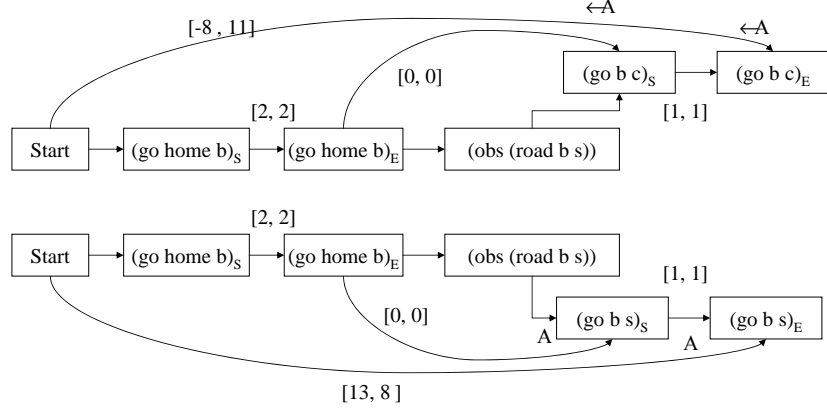 ←A
←A
[-8 , 11]
(go b c)S
(go b c)E
[0, 0]
[2, 2]
[1, 1]
Start
(go home b)S
(go home b)E
(obs (road b s))
[2, 2]
Start
(go home b)S
(go home b)E
(obs (road b s))
[1, 1]
[0, 0]
(go b s)S
(go b s)E
A
A
[13, 8 ]